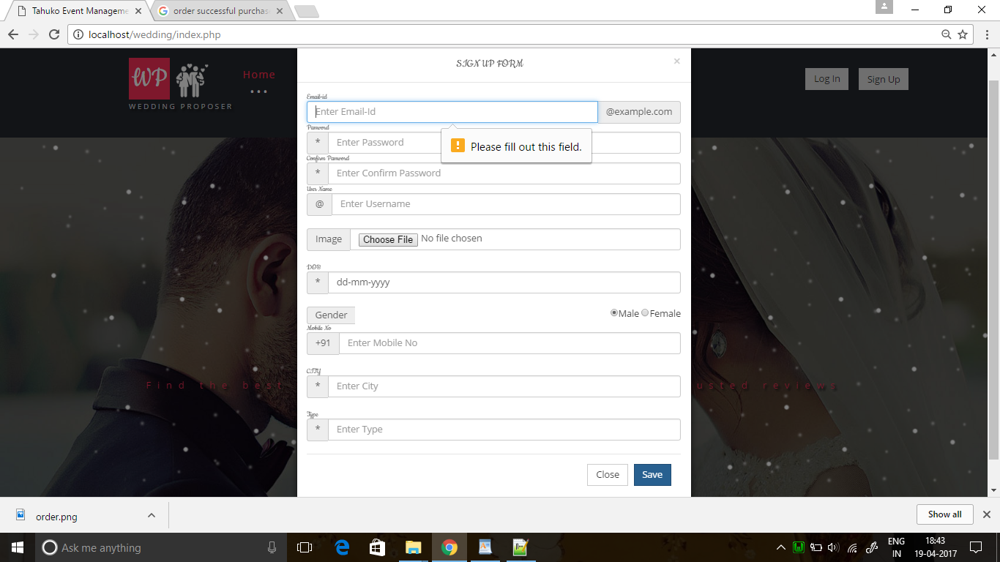 Tahuko Event Manageme
order successful purchas
localhost/wedding/index.php
WP
WEDDING PROPOSER
Home
Log In
Sign Up
SIGN UP FORM
×
Email-id
Enter Email-Id
@example.com
Password
* Enter Password
Please fill out this field.
Confirm Password
* Enter Confirm Password
User Name
@ Enter Username
Image Choose File No file chosen
DOB
* dd-mm-yyyy
Gender Male Female
Mobile No
+91 Enter Mobile No
CITY
* Enter City
Find the best
usted reviews
Type
* Enter Type
Close Save
order.png
Show all
Ask me anything
ENG 18:43
IN 19-04-2017